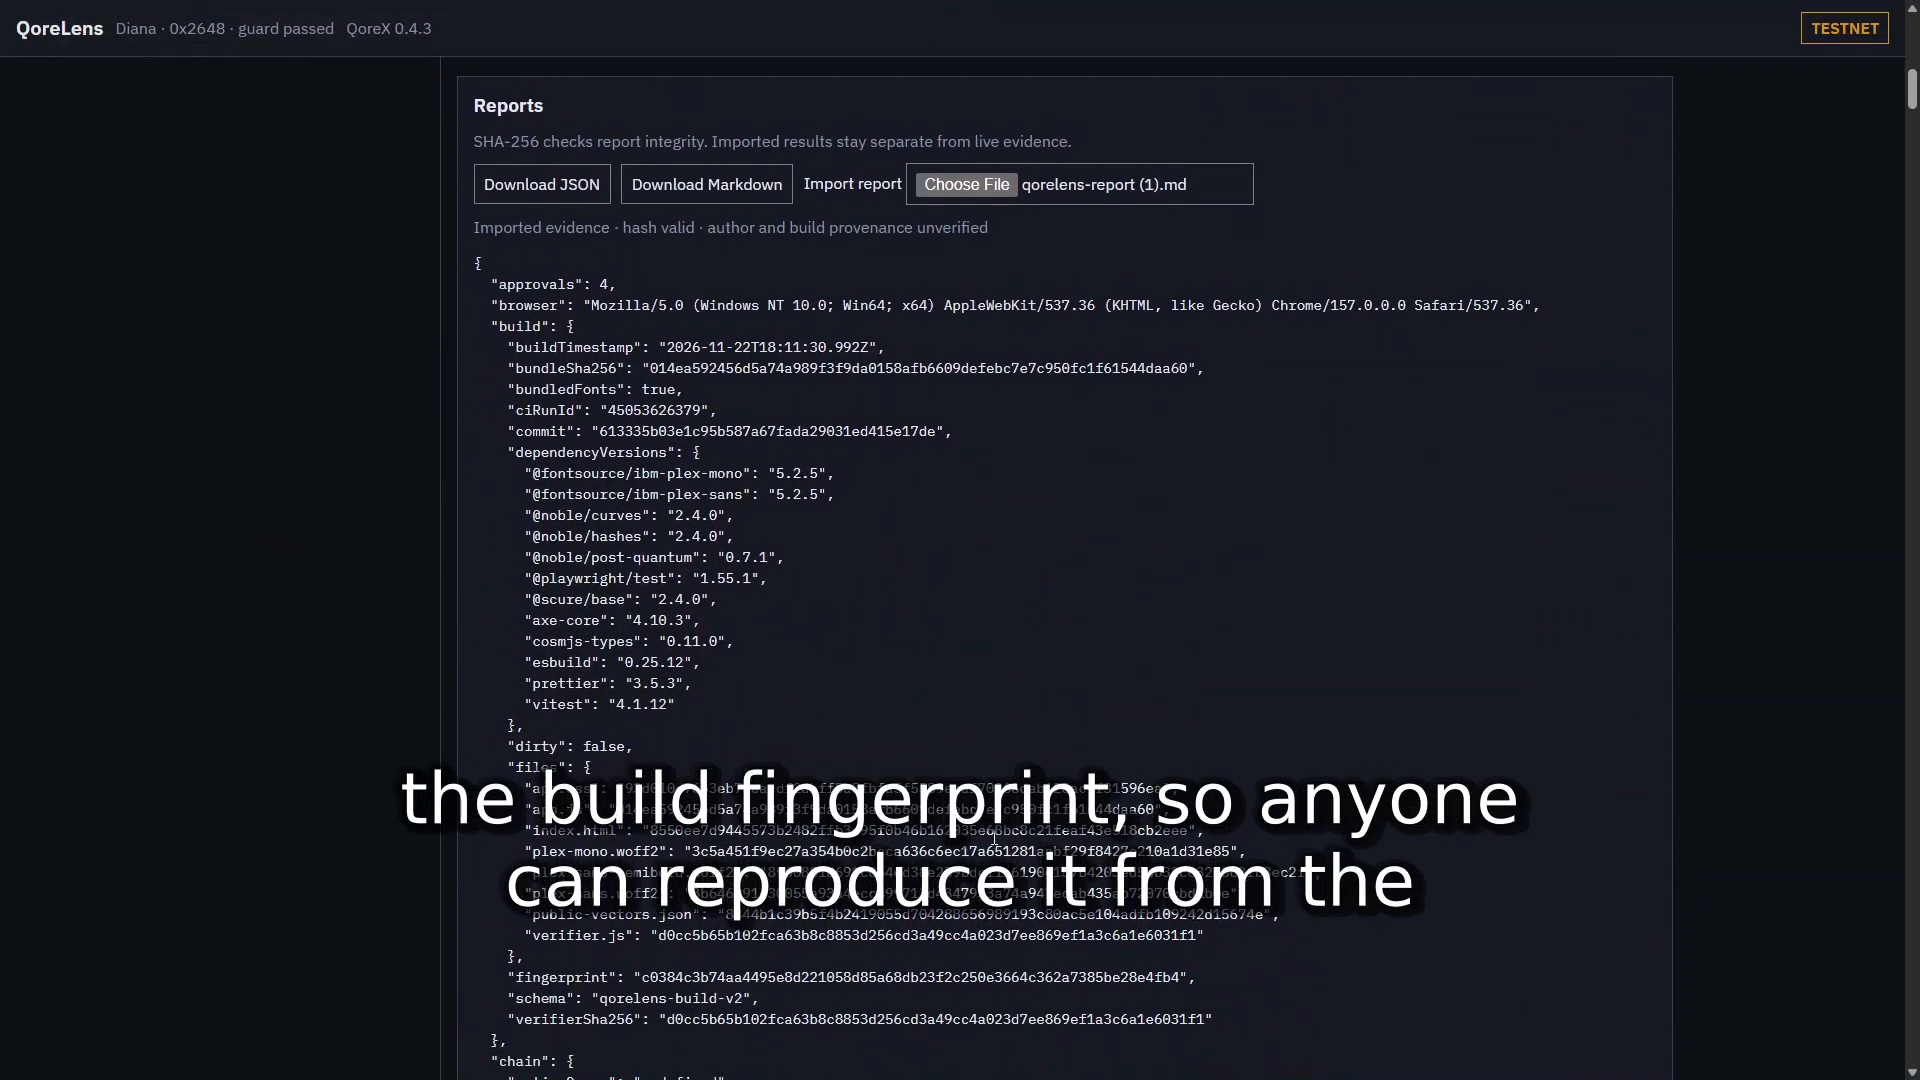 QoreLens Diana · 0x2648 · guard passed QoreX 0.4.3 TESTNET
Reports
SHA-256 checks report integrity. Imported results stay separate from live evidence.
Download JSON Download Markdown Import report Choose File qorelens-report (1).md
Imported evidence · hash valid · author and build provenance unverified
{
"approvals": 4,
"browser": "Mozilla/5.0 (Windows NT 10.0; Win64; x64) AppleWebKit/537.36 (KHTML, like Gecko) Chrome/157.0.0.0 Safari/537.36",
"build": {
"buildTimestamp": "2026-11-22T18:11:30.992Z",
"bundleSha256": "014ea592456d5a74a989f3f9da0158afb6609defebc7e7c950fc1f61544daa60",
"bundledFonts": true,
"ciRunId": "45053626379",
"commit": "613335b03e1c95b587a67fada29031ed415e17de",
"dependencyVersions": {
"@fontsource/ibm-plex-mono": "5.2.5",
"@fontsource/ibm-plex-sans": "5.2.5",
"@noble/curves": "2.4.0",
"@noble/hashes": "2.4.0",
"@noble/post-quantum": "0.7.1",
"@playwright/test": "1.55.1",
"@scure/base": "2.4.0",
"axe-core": "4.10.3",
"cosmjs-types": "0.11.0",
"esbuild": "0.25.12",
"prettier": "3.5.3",
"vitest": "4.1.12"
},
"dirty": false,
"files": {
the build fingerprint, so anyone
"index.html":
"plex-mono.woff2":
can reproduce it from the
"public-vectors.json":
"verifier.js": "d0cc5b65b102fca63b8c8853d256cd3a49cc4a023d7ee869ef1a3c6a1e6031f1"
},
"fingerprint": "c0384c3b74aa4495e8d221058d85a68db23f2c250e3664c362a7385be28e4fb4",
"schema": "qorelens-build-v2",
"verifierSha256": "d0cc5b65b102fca63b8c8853d256cd3a49cc4a023d7ee869ef1a3c6a1e6031f1"
},
"chain": {